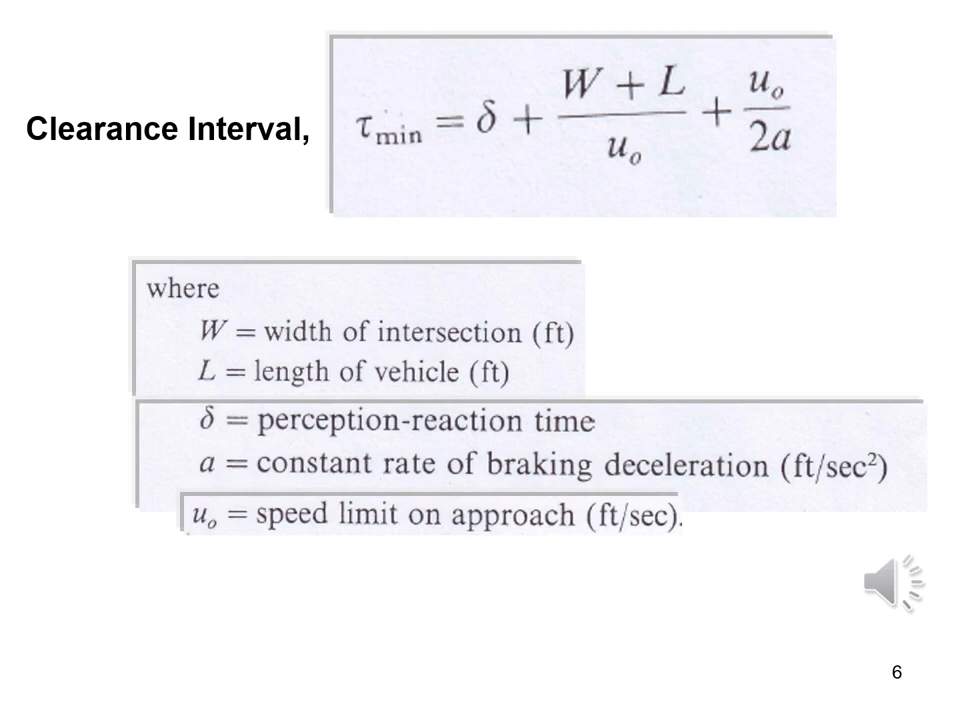 Clearance Interval,
τ_min = δ + (W + L)/u_o + u_o/2a
where
W = width of intersection (ft)
L = length of vehicle (ft)
δ = perception-reaction time
a = constant rate of braking deceleration (ft/sec²)
u_o = speed limit on approach (ft/sec).
6